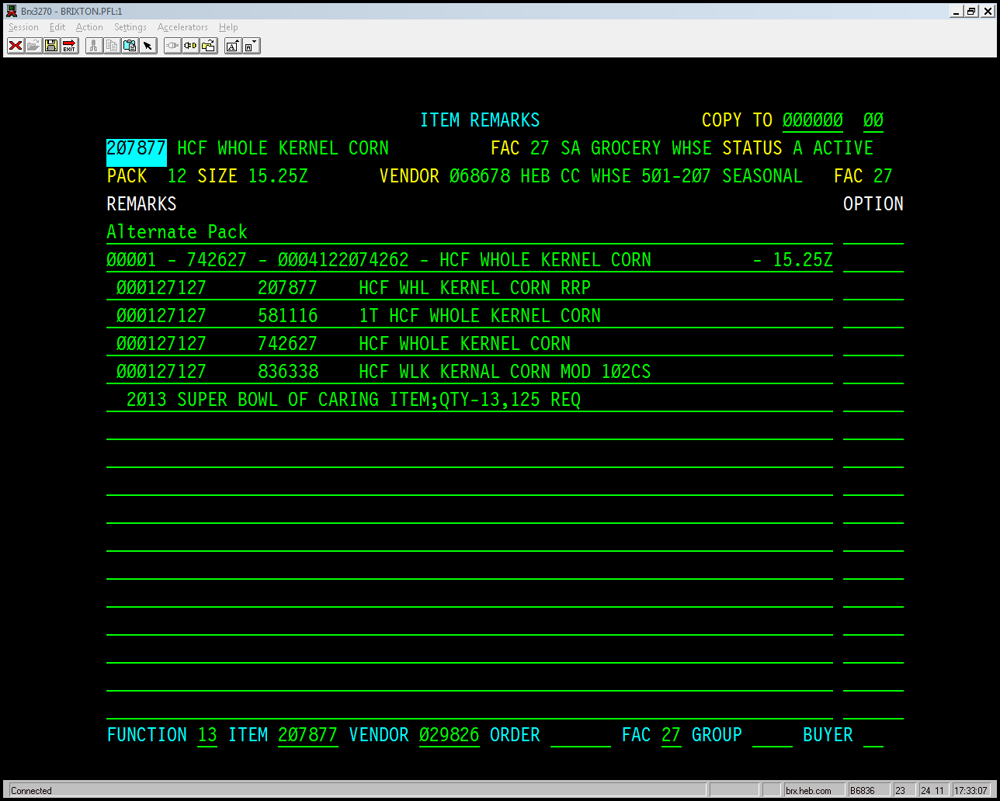 Brx3270 - BRIXTON.PFL:1
Session Edit Action Settings Accelerators Help
EXIT A A
ITEM REMARKS COPY TO 000000 00
207877 HCF WHOLE KERNEL CORN FAC 27 SA GROCERY WHSE STATUS A ACTIVE
PACK 12 SIZE 15.25Z VENDOR 068678 HEB CC WHSE 501-207 SEASONAL FAC 27
REMARKS OPTION
Alternate Pack
00001 - 742627 - 0004122074262 - HCF WHOLE KERNEL CORN - 15.25Z
000127127 207877 HCF WHL KERNEL CORN RRP
000127127 581116 1T HCF WHOLE KERNEL CORN
000127127 742627 HCF WHOLE KERNEL CORN
000127127 836338 HCF WLK KERNAL CORN MOD 102CS
2013 SUPER BOWL OF CARING ITEM;QTY-13,125 REQ
FUNCTION 13 ITEM 207877 VENDOR 029826 ORDER FAC 27 GROUP BUYER
Connected brx.heb.com B6836 23 24 11 17:33:07